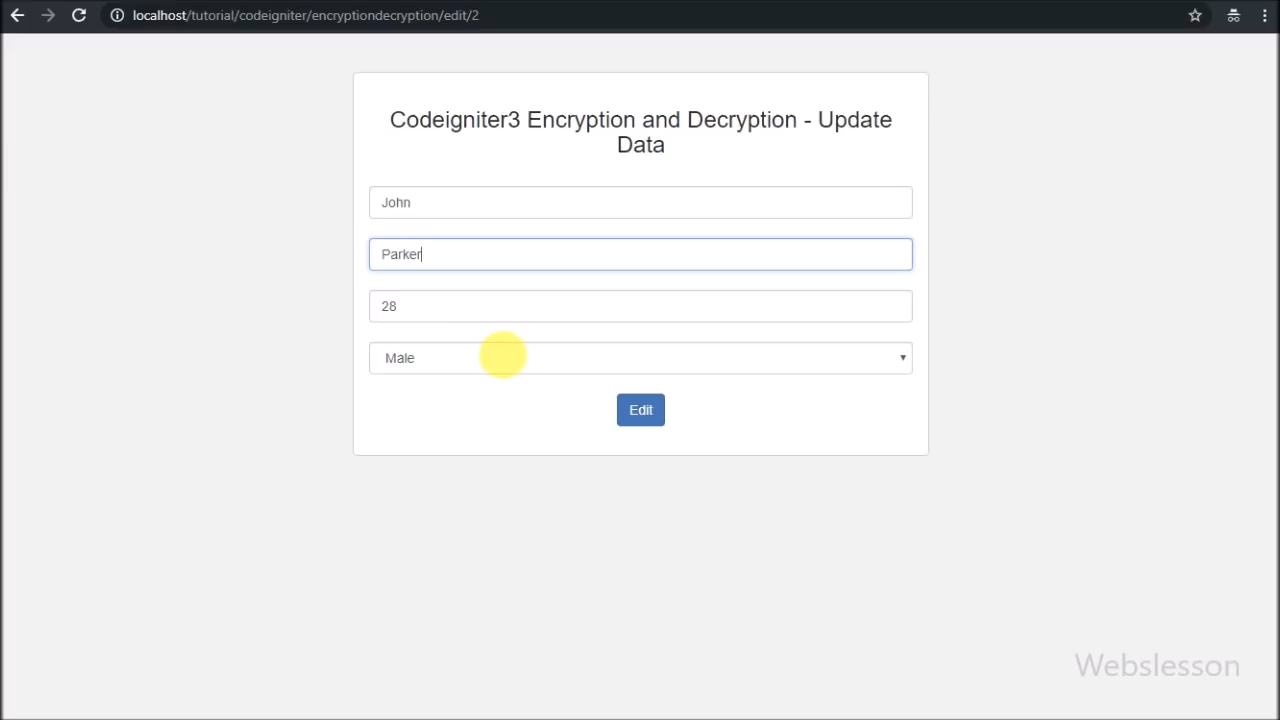 localhost/tutorial/codeigniter/encryptiondecryption/edit/2
Codeigniter3 Encryption and Decryption - Update
Data
John
Parker
28
Male
Edit
Webslesson